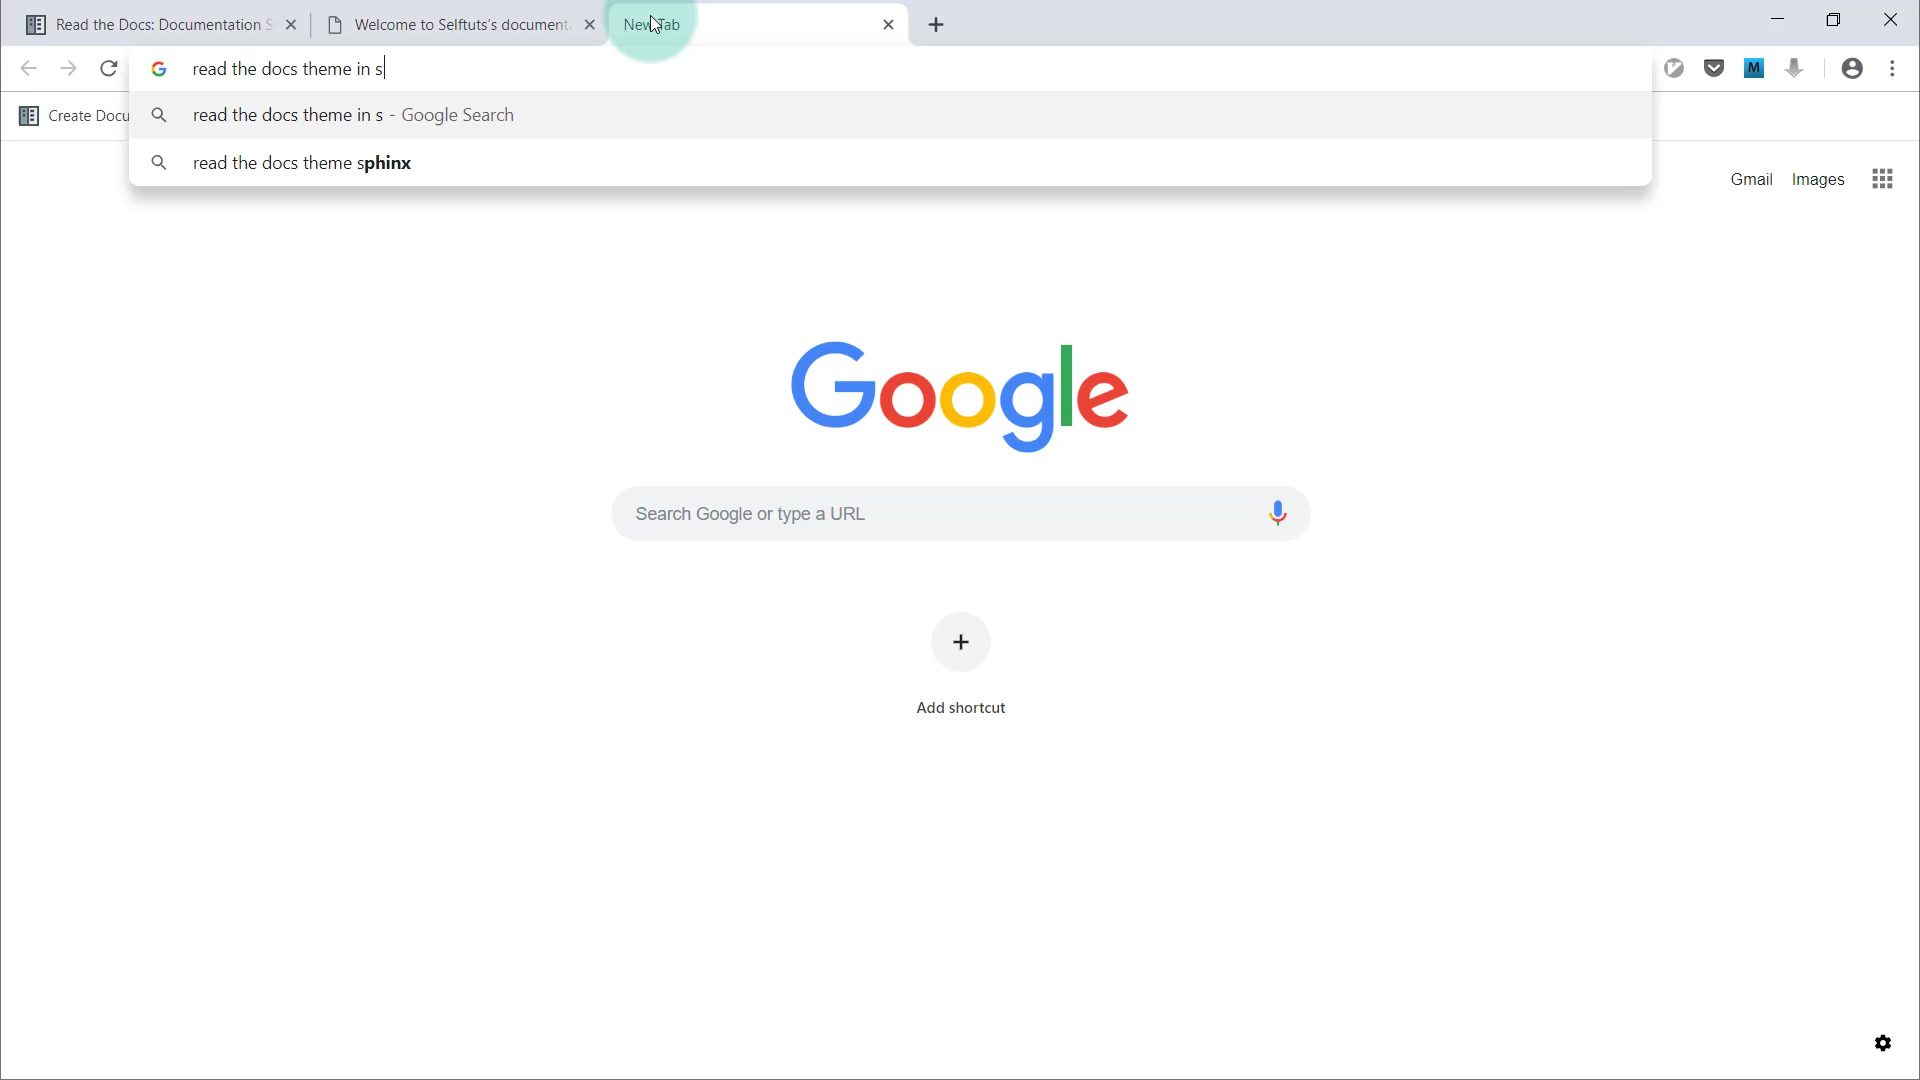 Read the Docs: Documentation S
Welcome to Selftuts's documenta
New Tab
read the docs theme in s
Create Docu
read the docs theme in s - Google Search
read the docs theme sphinx
Gmail Images
Google
Search Google or type a URL
Add shortcut